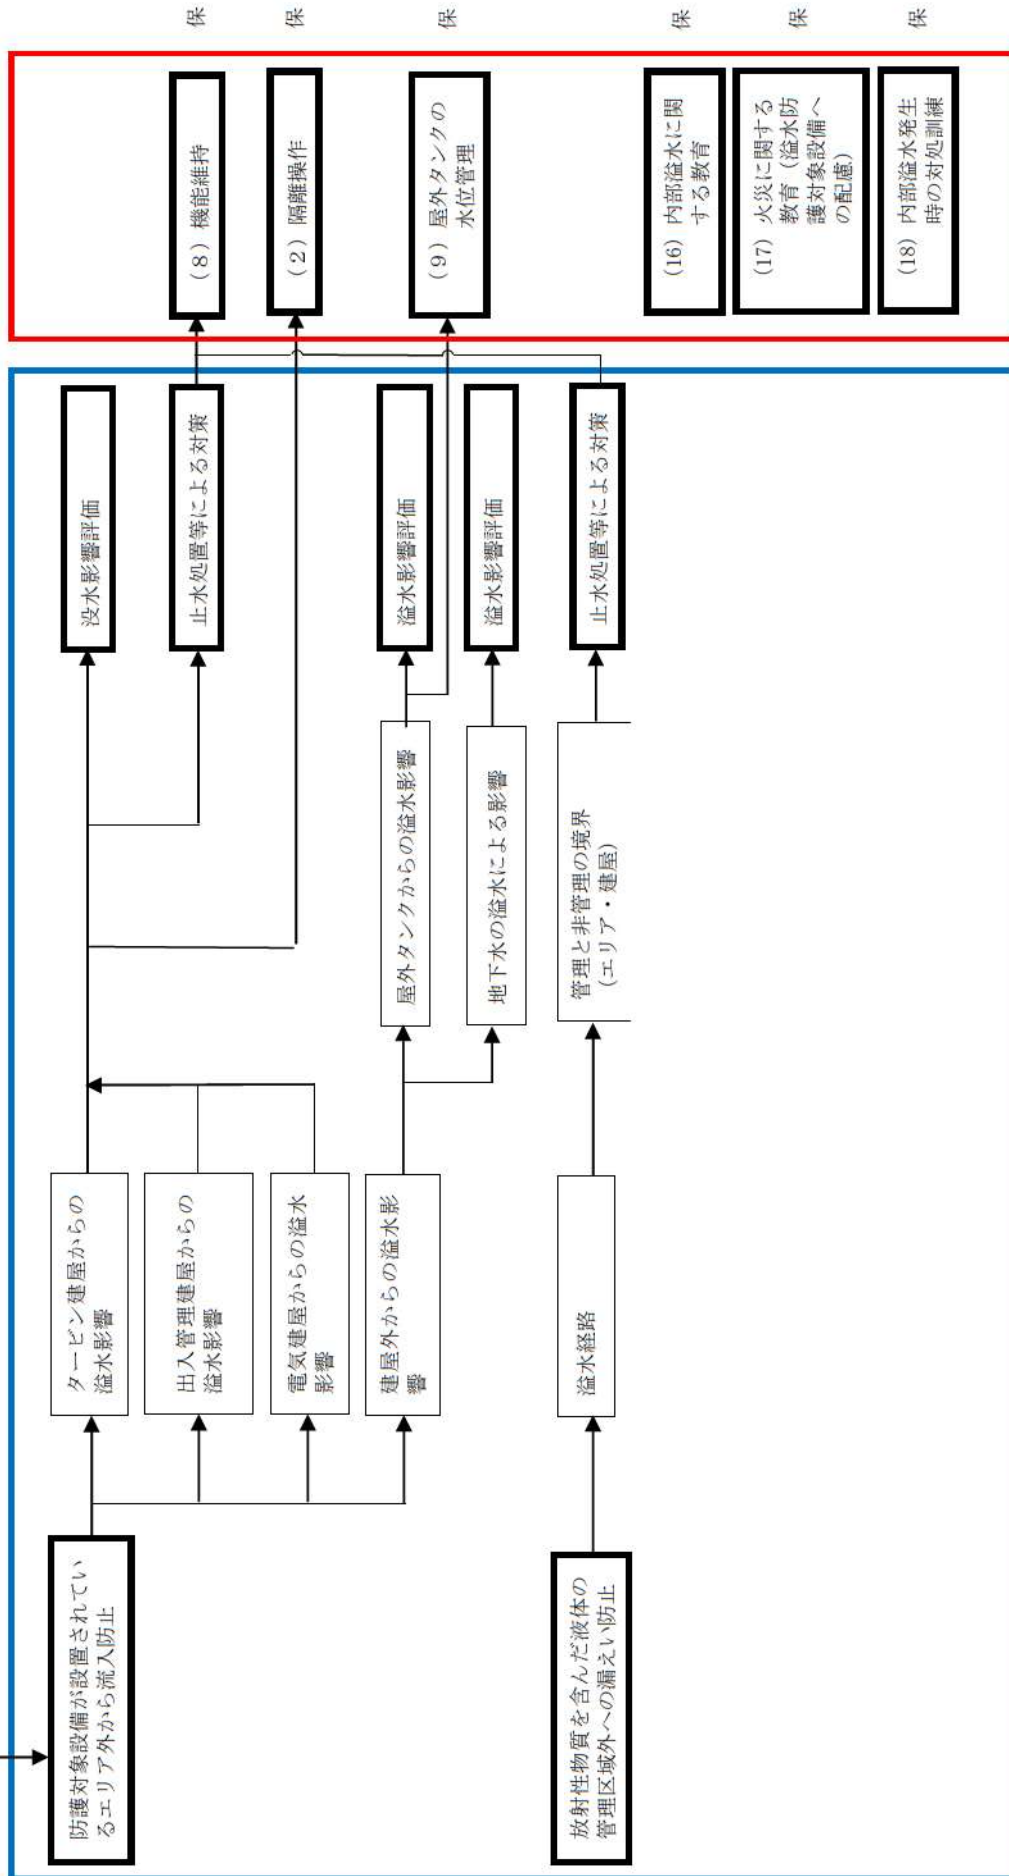 防護対象設備が設置されてい
るエリア外から流入防止
タービン建屋からの
溢水影響
出入管理建屋からの
溢水影響
電気建屋からの溢水
影響
建屋外からの溢水影
響
屋外タンクからの溢水影響
地下水の溢水による影響
没水影響評価
止水処置等による対策
溢水影響評価
溢水影響評価
放射性物質を含んだ液体の
管理区域外への漏えい防止
溢水経路
管理と非管理の境界
(エリア・建屋)
止水処置等による対策
(8) 機能維持
(2) 隔離操作
(9) 屋外タンクの
水位管理
(16) 内部溢水に関
する教育
(17) 火災に関する
教育（溢水防
護対象設備へ
の配慮）
(18) 内部溢水発生
時の対処訓練
保
保
保
保
保
保